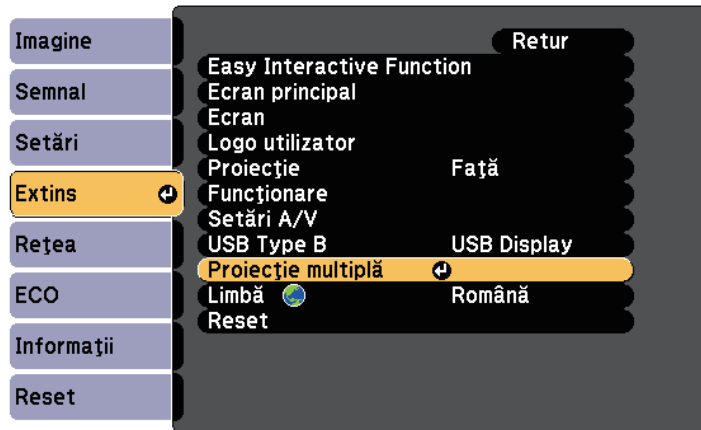 Imagine
Semnal
Setări
Extins
Reţea
ECO
Informaţii
Reset
Retur
Easy Interactive Function
Ecran principal
Ecran
Logo utilizator
Proiecţie Faţă
Funcţionare
Setări A/V
USB Type B USB Display
Proiecţie multiplă
Limbă Română
Reset